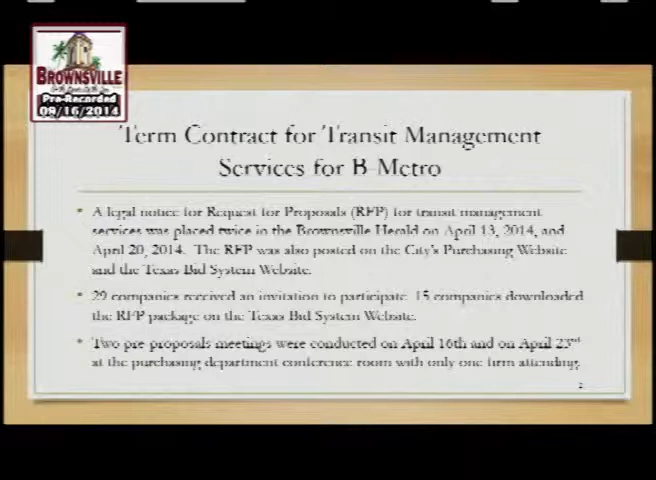 BROWNSVILLE
Pre-Recorded
09/16/2014
Term Contract for Transit Management
Services for B-Metro
• A legal notice for Request for Proposals (RFP) for transit management
services was placed twice in the Brownsville Herald on April 13, 2014, and
April 20, 2014. The RFP was also posted on the City's Purchasing Website
and the Texas Bid System Website.
• 29 companies received an invitation to participate. 15 companies downloaded
the RFP package on the Texas Bid System Website.
• Two pre proposals meetings were conducted on April 16th and on April 23rd
at the purchasing department conference room with only one firm attending.
2